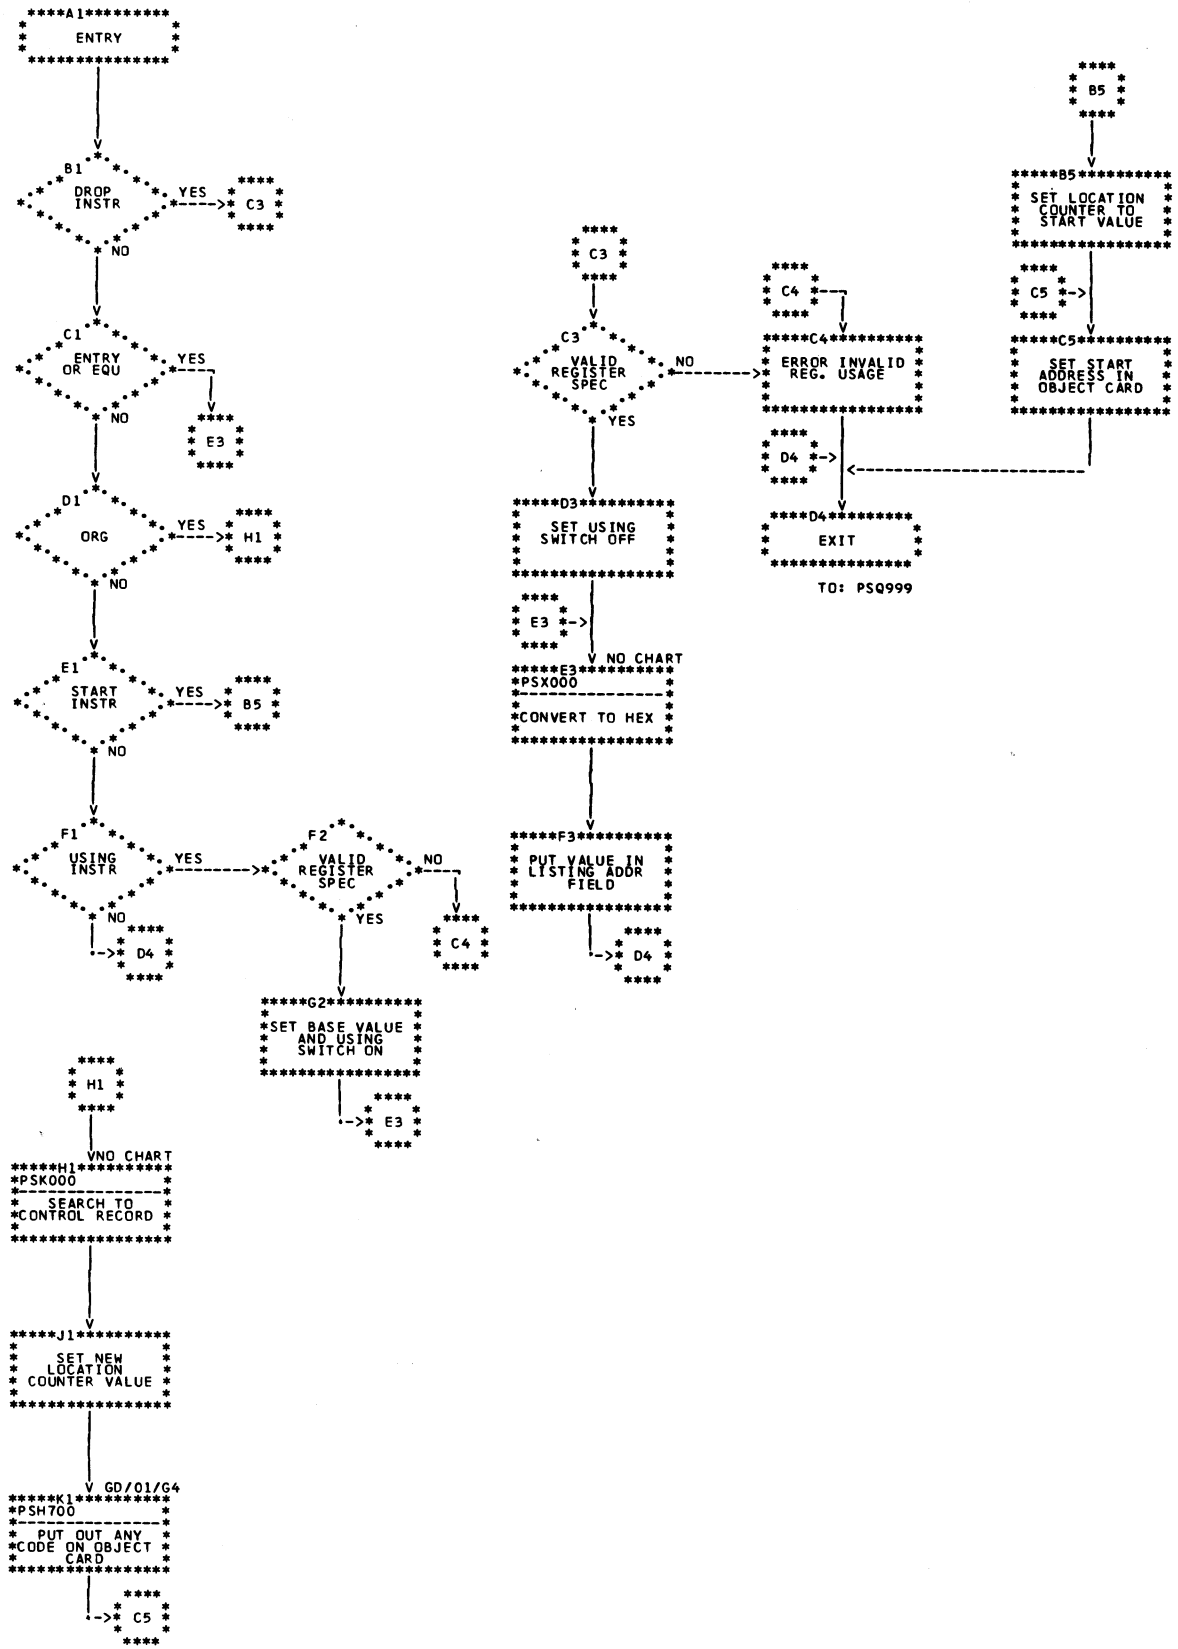 A1
ENTRY
B1
DROP
INSTR
YES
C3
NO
C1
ENTRY
OR EQU
YES
E3
NO
D1
ORG
YES
H1
NO
E1
START
INSTR
YES
B5
NO
F1
USING
INSTR
YES
NO
D4
F2
VALID
REGISTER
SPEC
NO
C4
YES
G2
SET BASE VALUE
AND USING
SWITCH ON
E3
H1
NO CHART
H1
PSK000
SEARCH TO
CONTROL RECORD
J1
SET NEW
LOCATION
COUNTER VALUE
GD/01/G4
K1
PSH700
PUT OUT ANY
CODE ON OBJECT
CARD
C5
C3
C3
VALID
REGISTER
SPEC
NO
YES
D3
SET USING
SWITCH OFF
E3
NO CHART
E3
PSX000
CONVERT TO HEX
F3
PUT VALUE IN
LISTING ADDR
FIELD
D4
C4
C4
ERROR INVALID
REG. USAGE
D4
D4
EXIT
TO: PSQ999
B5
B5
SET LOCATION
COUNTER TO
START VALUE
C5
C5
SET START
ADDRESS IN
OBJECT CARD